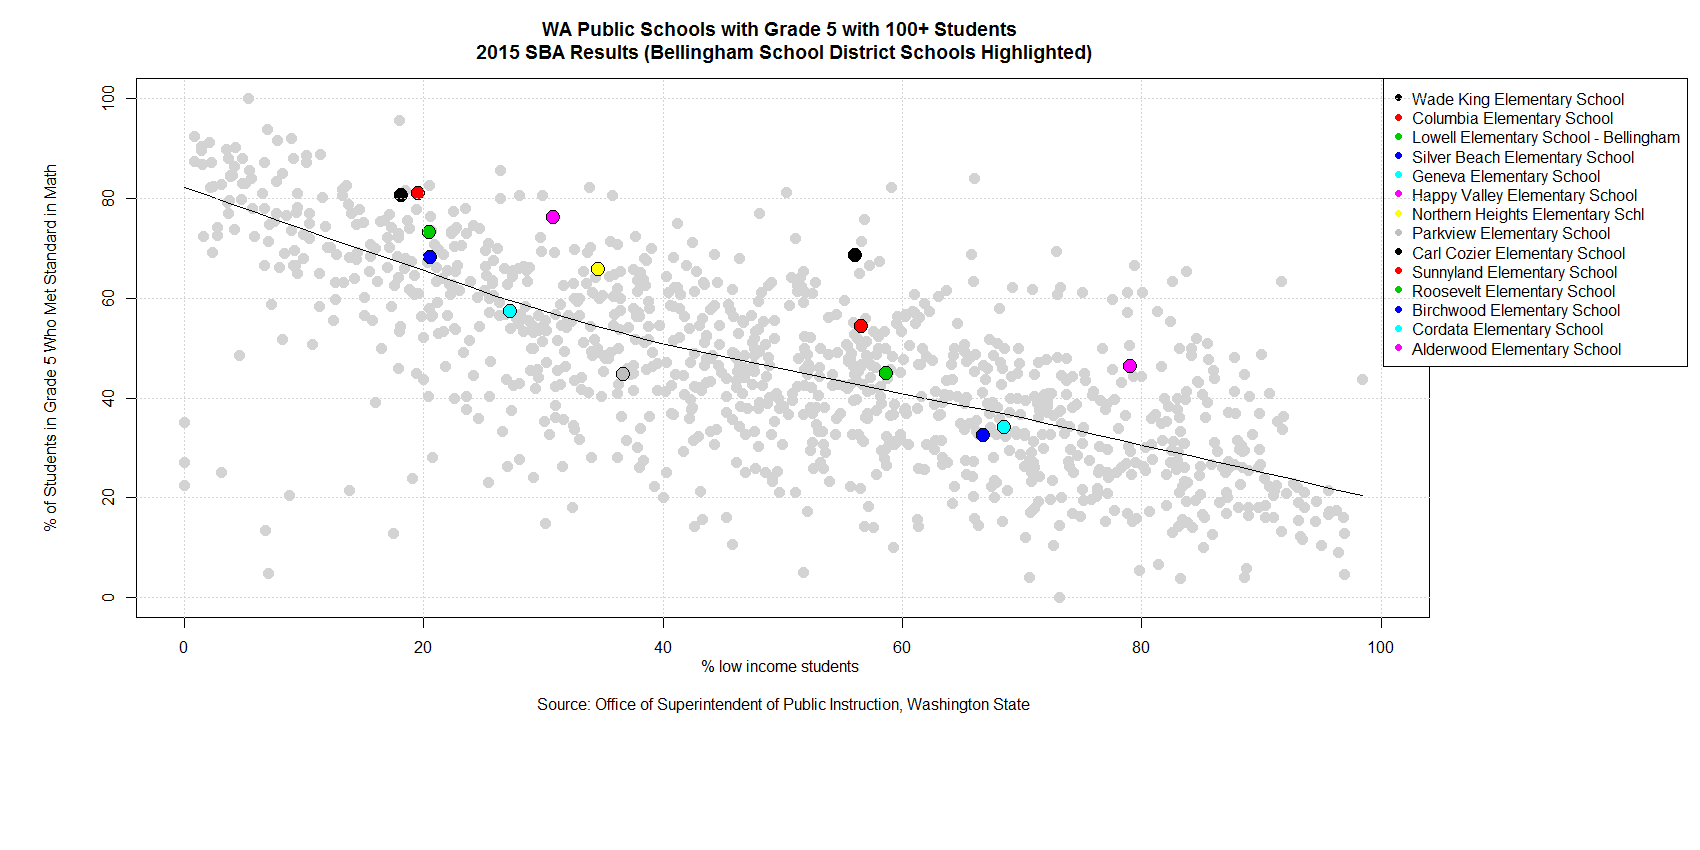 WA Public Schools with Grade 5 with 100+ Students
2015 SBA Results (Bellingham School District Schools Highlighted)
% of Students in Grade 5 Who Met Standard in Math
100
80
60
40
20
0
0 20 40 60 80 100
% low income students
Source: Office of Superintendent of Public Instruction, Washington State
Wade King Elementary School
Columbia Elementary School
Lowell Elementary School - Bellingham
Silver Beach Elementary School
Geneva Elementary School
Happy Valley Elementary School
Northern Heights Elementary Schl
Parkview Elementary School
Carl Cozier Elementary School
Sunnyland Elementary School
Roosevelt Elementary School
Birchwood Elementary School
Cordata Elementary School
Alderwood Elementary School